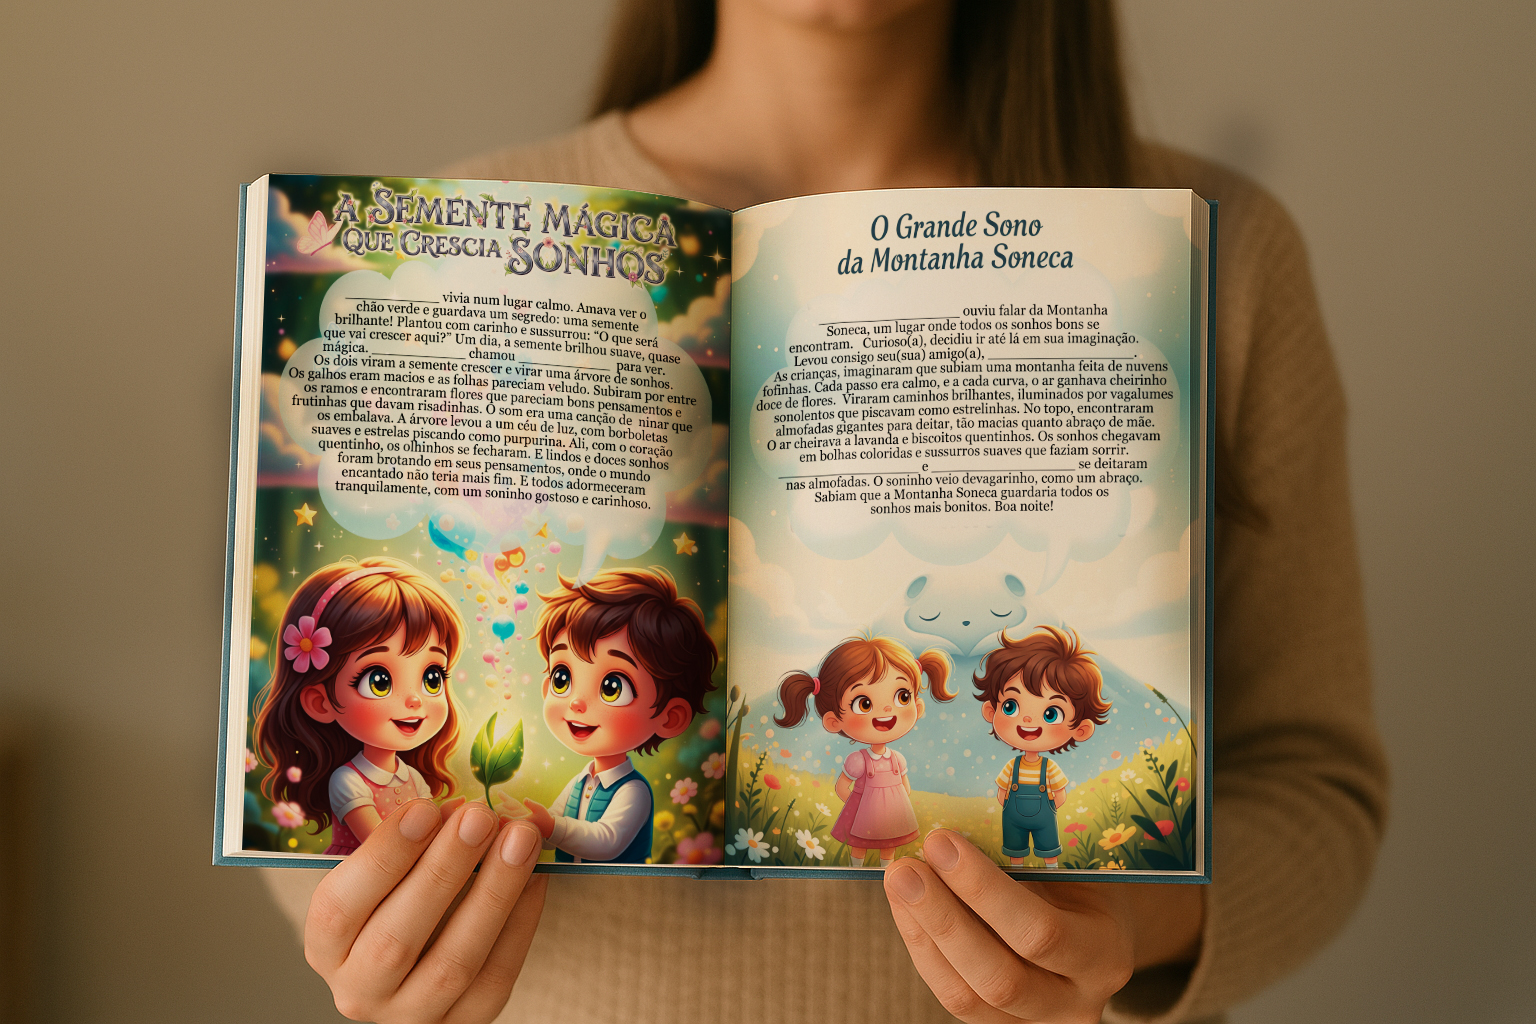 A SEMENTE MÁGICA
QUE CRESCIA SONHOS
____________ vivia num lugar calmo. Amava ver o
chão verde e guardava um segredo: uma semente
brilhante! Plantou com carinho e sussurrou: “O que será
que vai crescer aqui?” Um dia, a semente brilhou suave, quase
mágica. ____________ chamou ____________ para ver.
Os dois viram a semente crescer e virar uma árvore de sonhos.
Os galhos eram macios e as folhas pareciam veludo. Subiram por entre
os ramos e encontraram flores que pareciam bons pensamentos e
frutinhas que davam risadinhas. O som era uma canção de ninar que
os embalava. A árvore levou a um céu de luz, com borboletas
suaves e estrelas piscando como purpurina. Ali, com o coração
quentinho, os olhinhos se fecharam. E lindos e doces sonhos
foram brotando em seus pensamentos, onde o mundo
encantado não teria mais fim. E todos adormeceram
tranquilamente, com um soninho gostoso e carinhoso.
O Grande Sono
da Montanha Soneca
__________________ ouviu falar da Montanha
Soneca, um lugar onde todos os sonhos bons se
encontram. Curioso(a), decidiu ir até lá em sua imaginação.
Levou consigo seu(sua) amigo(a), ___________________.
As crianças, imaginaram que subiam uma montanha feita de nuvens
fofinhas. Cada passo era calmo, e a cada curva, o ar ganhava cheirinho
doce de flores. Viraram caminhos brilhantes, iluminados por vagalumes
sonolentos que piscavam como estrelinhas. No topo, encontraram
almofadas gigantes para deitar, tão macias quanto abraço de mãe.
O ar cheirava a lavanda e biscoitos quentinhos. Os sonhos chegavam
em bolhas coloridas e sussurros suaves que faziam sorrir.
__________________ e ___________________ se deitaram
nas almofadas. O soninho veio devagarinho, como um abraço.
Sabiam que a Montanha Soneca guardaria todos os
sonhos mais bonitos. Boa noite!